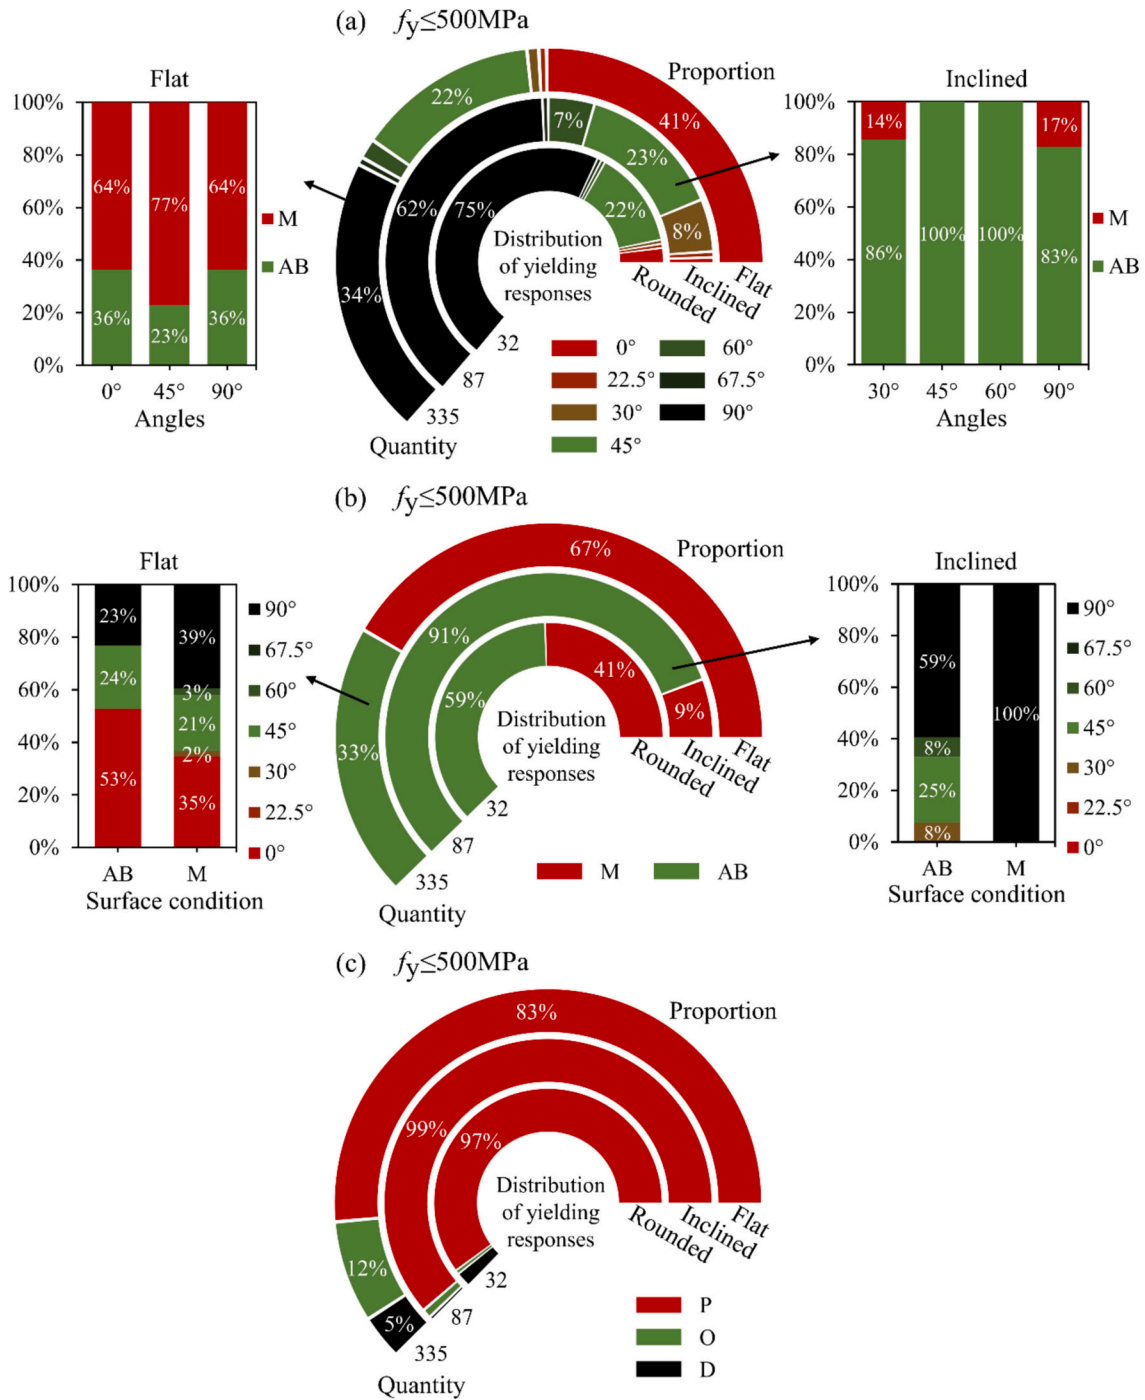 (a) fy≤500MPa
Flat
100%
80%
60%
40%
20%
0%
64%
77%
64%
36%
23%
36%
M
AB
0° 45° 90°
Angles
Proportion
22%
41%
7%
23%
62%
75%
22%
8%
34%
Distribution
of yielding
responses
Rounded
Inclined
Flat
32
87
335
Quantity
0°
22.5°
30°
45°
60°
67.5°
90°
Inclined
100%
80%
60%
40%
20%
0%
14%
17%
86%
100%
100%
83%
M
AB
30° 45° 60° 90°
Angles
(b) fy≤500MPa
Flat
100%
80%
60%
40%
20%
0%
23%
39%
24%
3%
21%
2%
53%
35%
90°
67.5°
60°
45°
30°
22.5°
0°
AB M
Surface condition
67%
Proportion
91%
59%
41%
33%
9%
Distribution
of yielding
responses
Rounded
Inclined
Flat
32
87
335
Quantity
M
AB
Inclined
100%
80%
60%
40%
20%
0%
59%
100%
8%
25%
8%
90°
67.5°
60°
45°
30°
22.5°
0°
AB M
Surface condition
(c) fy≤500MPa
Proportion
83%
99%
97%
12%
5%
Distribution
of yielding
responses
Rounded
Inclined
Flat
32
87
335
Quantity
P
O
D